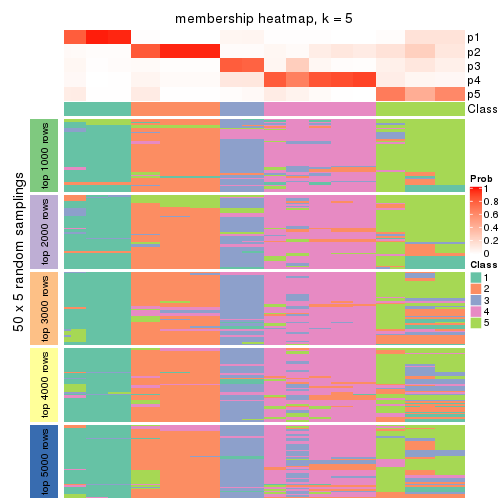 membership heatmap, k = 5
p1
p2
p3
p4
p5
Class
50 x 5 random samplings
top 1000 rows
top 2000 rows
top 3000 rows
top 4000 rows
top 5000 rows
Prob
1
0.8
0.6
0.4
0.2
0
Class
1
2
3
4
5